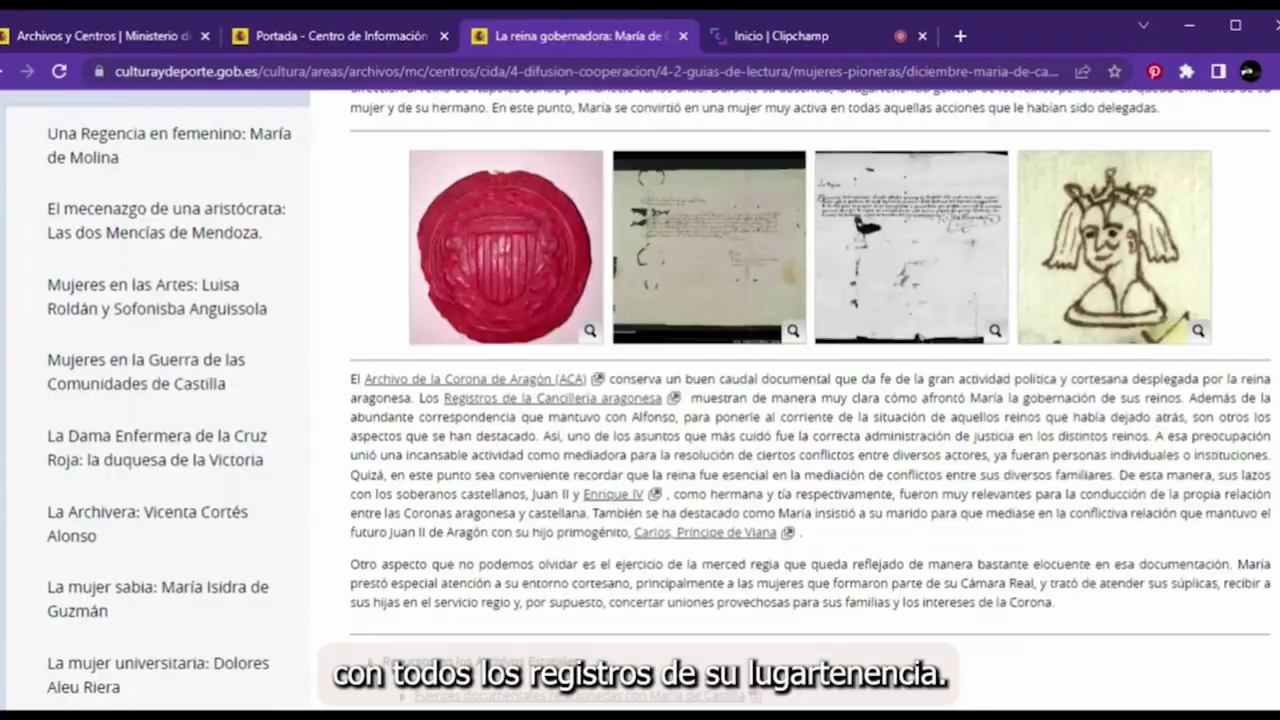 Archivos y Centros | Ministerio d
Portada - Centro de Información
La reina gobernadora: María de C
Inicio | Clipchamp
culturaydeporte.gob.es/cultura/areas/archivos/mc/centros/cida/4-difusion-cooperacion/4-2-guias-de-lectura/mujeres-pioneras/diciembre-maria-de-ca...
Una Regencia en femenino: María
de Molina
El mecenazgo de una familia.
Las dos Mencías de Mendoza.
Mujeres en las Artes: Luisa
Roldán y Sofonisba Anguissola
Mujeres en la Guerra de las
Comunidades de Castilla
La Dama Enfermera de la Cruz
Roja: la duquesa de la Victoria
La Archivera: Vicenta Cortés
Alonso
La mujer sabia: María Isidra de
Guzmán
La mujer universitaria: Dolores
Aleu Riera
mujer y de su hermano. En este punto, María se convirtió en una mujer muy activa en todas aquellas acciones que le habían sido delegadas.
El Archivo de la Corona de Aragón (ACA) conserva un buen caudal documental que da fe de la gran actividad política y cortesana desplegada por la reina
aragonesa. Los Registros de la Cancillería aragonesa muestran de manera muy clara cómo afrontó María la gobernación de sus reinos. Además de la
abundante correspondencia que mantuvo con Alfonso, para ponerle al corriente de la situación de aquellos reinos que había dejado atrás, son otros los
aspectos que se han destacado. Así, uno de los asuntos que más cuidó fue la correcta administración de justicia en los distintos reinos. A esa preocupación
unió una incansable actividad como mediadora para la resolución de ciertos conflictos entre diversos actores, ya fueran personas individuales o instituciones.
Quizá, en este punto sea conveniente recordar que la reina fue esencial en la mediación de conflictos entre sus diversos familiares. De esta manera, sus lazos
con los soberanos castellanos, Juan II y Enrique IV , como hermana y tía respectivamente, fueron muy relevantes para la conducción de la propia relación
entre las Coronas aragonesa y castellana. También se ha destacado como María insistió a su marido para que mediase en la conflictiva relación que mantuvo el
futuro Juan II de Aragón con su hijo primogénito, Carlos, Príncipe de Viana .
Otro aspecto que no podemos olvidar es el ejercicio de la merced regia que queda reflejado de manera bastante elocuente en esa documentación. María
prestó especial atención a su entorno cortesano, principalmente a las mujeres que formaron parte de su Cámara Real, y trató de atender sus súplicas, recibir a
sus hijas en el servicio regio y, por supuesto, concertar uniones provechosas para sus familias y los intereses de la Corona.
con todos los registros de su lugartenencia.
Fuentes documentales relacionadas con María de Castilla